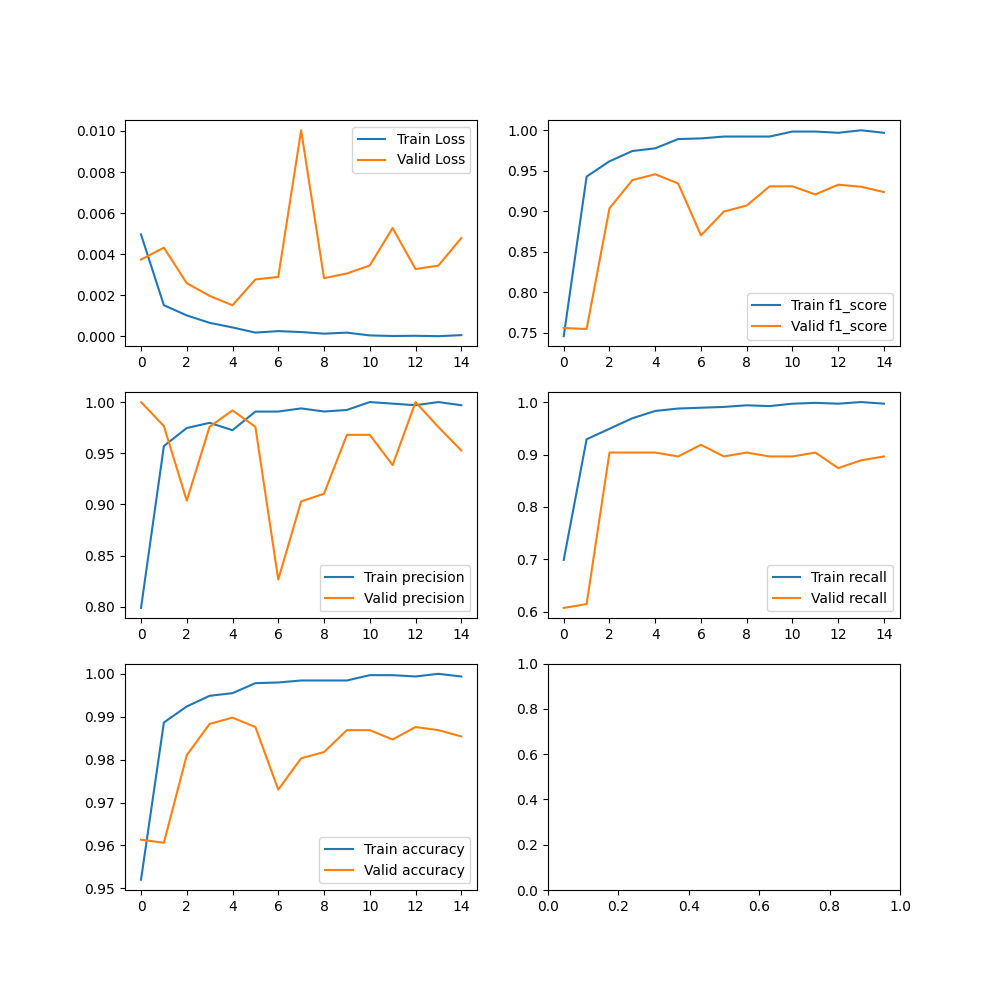 0.010
0.008
0.006
0.004
0.002
0.000
0 2 4 6 8 10 12 14
Train Loss
Valid Loss
1.00
0.95
0.90
0.85
0.80
0.75
0 2 4 6 8 10 12 14
Train f1_score
Valid f1_score
1.00
0.95
0.90
0.85
0.80
0 2 4 6 8 10 12 14
Train precision
Valid precision
1.0
0.9
0.8
0.7
0.6
0 2 4 6 8 10 12 14
Train recall
Valid recall
1.00
0.99
0.98
0.97
0.96
0.95
0 2 4 6 8 10 12 14
Train accuracy
Valid accuracy
1.0
0.8
0.6
0.4
0.2
0.0
0.0 0.2 0.4 0.6 0.8 1.0